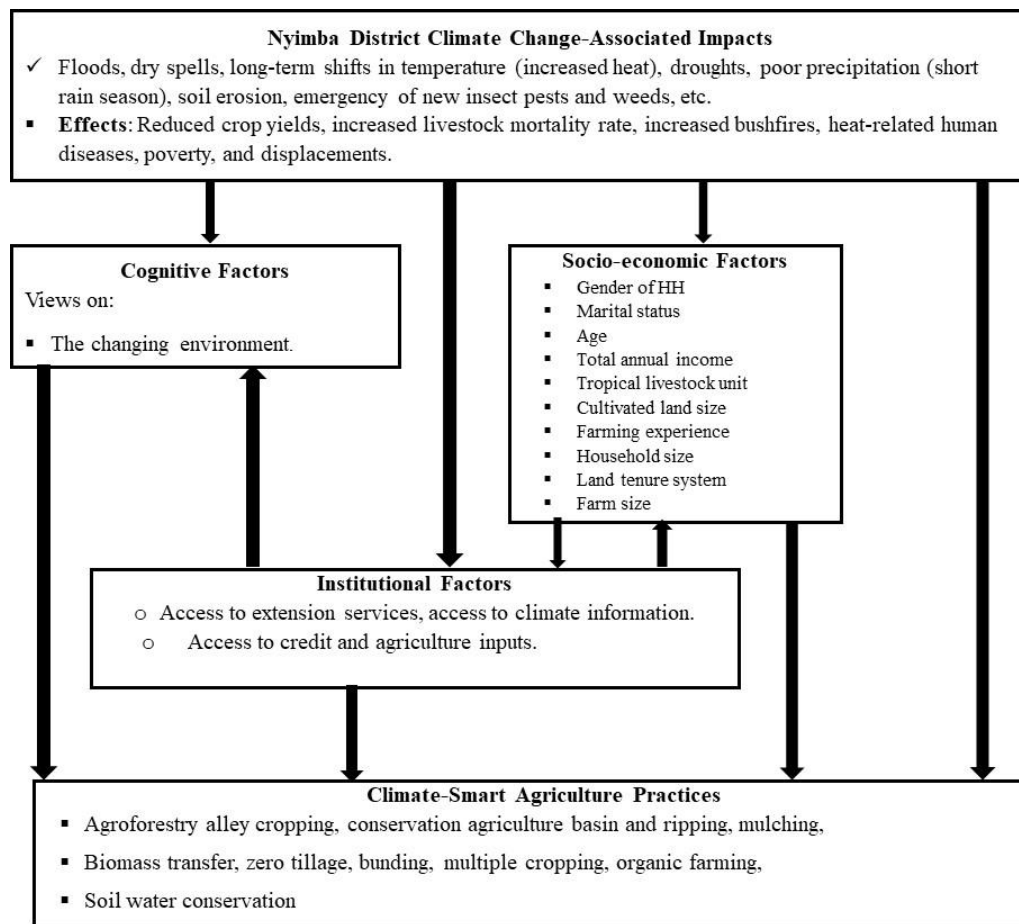 Nyimba District Climate Change-Associated Impacts
✓ Floods, dry spells, long-term shifts in temperature (increased heat), droughts, poor precipitation (short
rain season), soil erosion, emergency of new insect pests and weeds, etc.
▪ Effects: Reduced crop yields, increased livestock mortality rate, increased bushfires, heat-related human
diseases, poverty, and displacements.
Cognitive Factors
Views on:
▪ The changing environment.
Socio-economic Factors
▪ Gender of HH
▪ Marital status
▪ Age
▪ Total annual income
▪ Tropical livestock unit
▪ Cultivated land size
▪ Farming experience
▪ Household size
▪ Land tenure system
▪ Farm size
Institutional Factors
o Access to extension services, access to climate information.
o Access to credit and agriculture inputs.
Climate-Smart Agriculture Practices
▪ Agroforestry alley cropping, conservation agriculture basin and ripping, mulching,
▪ Biomass transfer, zero tillage, bunding, multiple cropping, organic farming,
▪ Soil water conservation